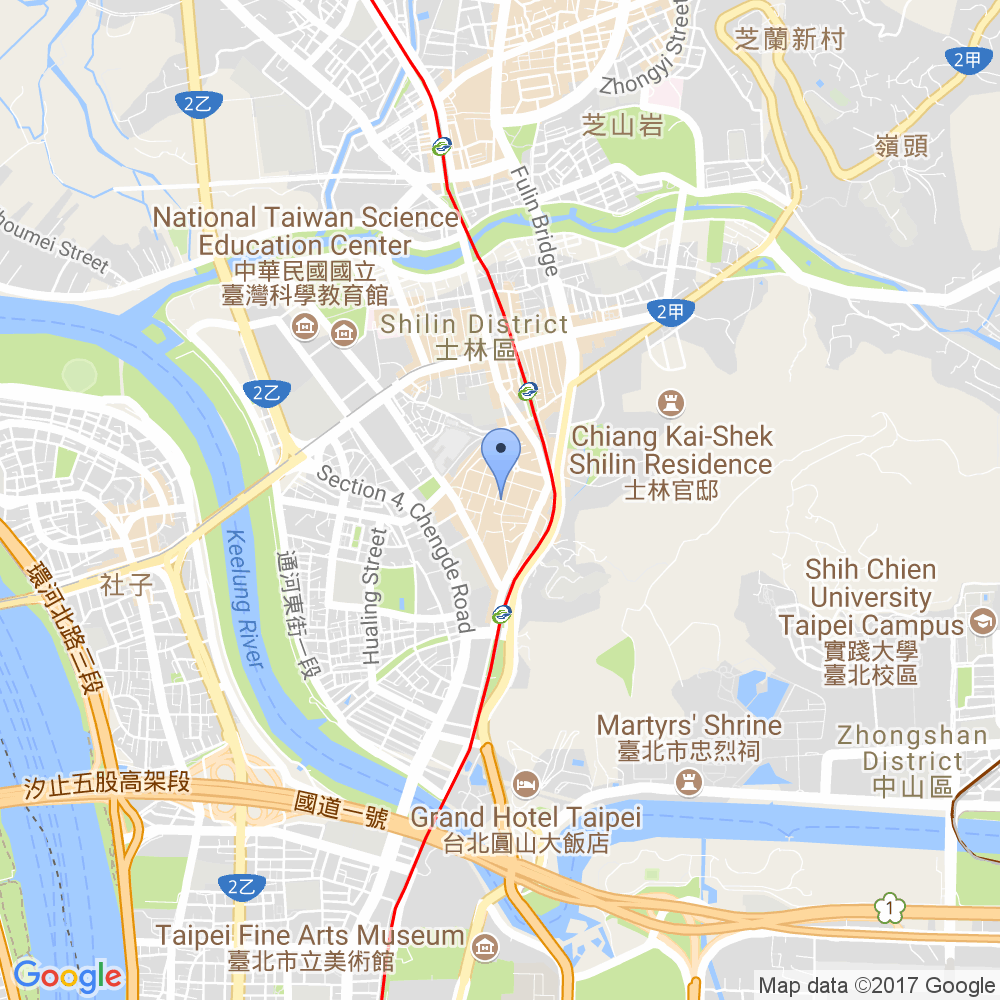 芝蘭新村
2甲
Zhongyi Street
2乙
芝山岩
嶺頭
Fulin Bridge
National Taiwan Science
Education Center
中華民國國立
臺灣科學教育館
houmei Street
2甲
Shilin District
士林區
2乙
Chiang Kai-Shek
Shilin Residence
士林官邸
Section 4, Chengde Road
Keelung River
通河東街一段
Hualing Street
環河北路三段
社子
Shih Chien
University
Taipei Campus
實踐大學
臺北校區
Martyrs' Shrine
臺北市忠烈祠
Zhongshan
District
中山區
汐止五股高架段
國道一號
Grand Hotel Taipei
台北圓山大飯店
2乙
1
Taipei Fine Arts Museum
臺北市立美術館
Google
Map data ©2017 Google